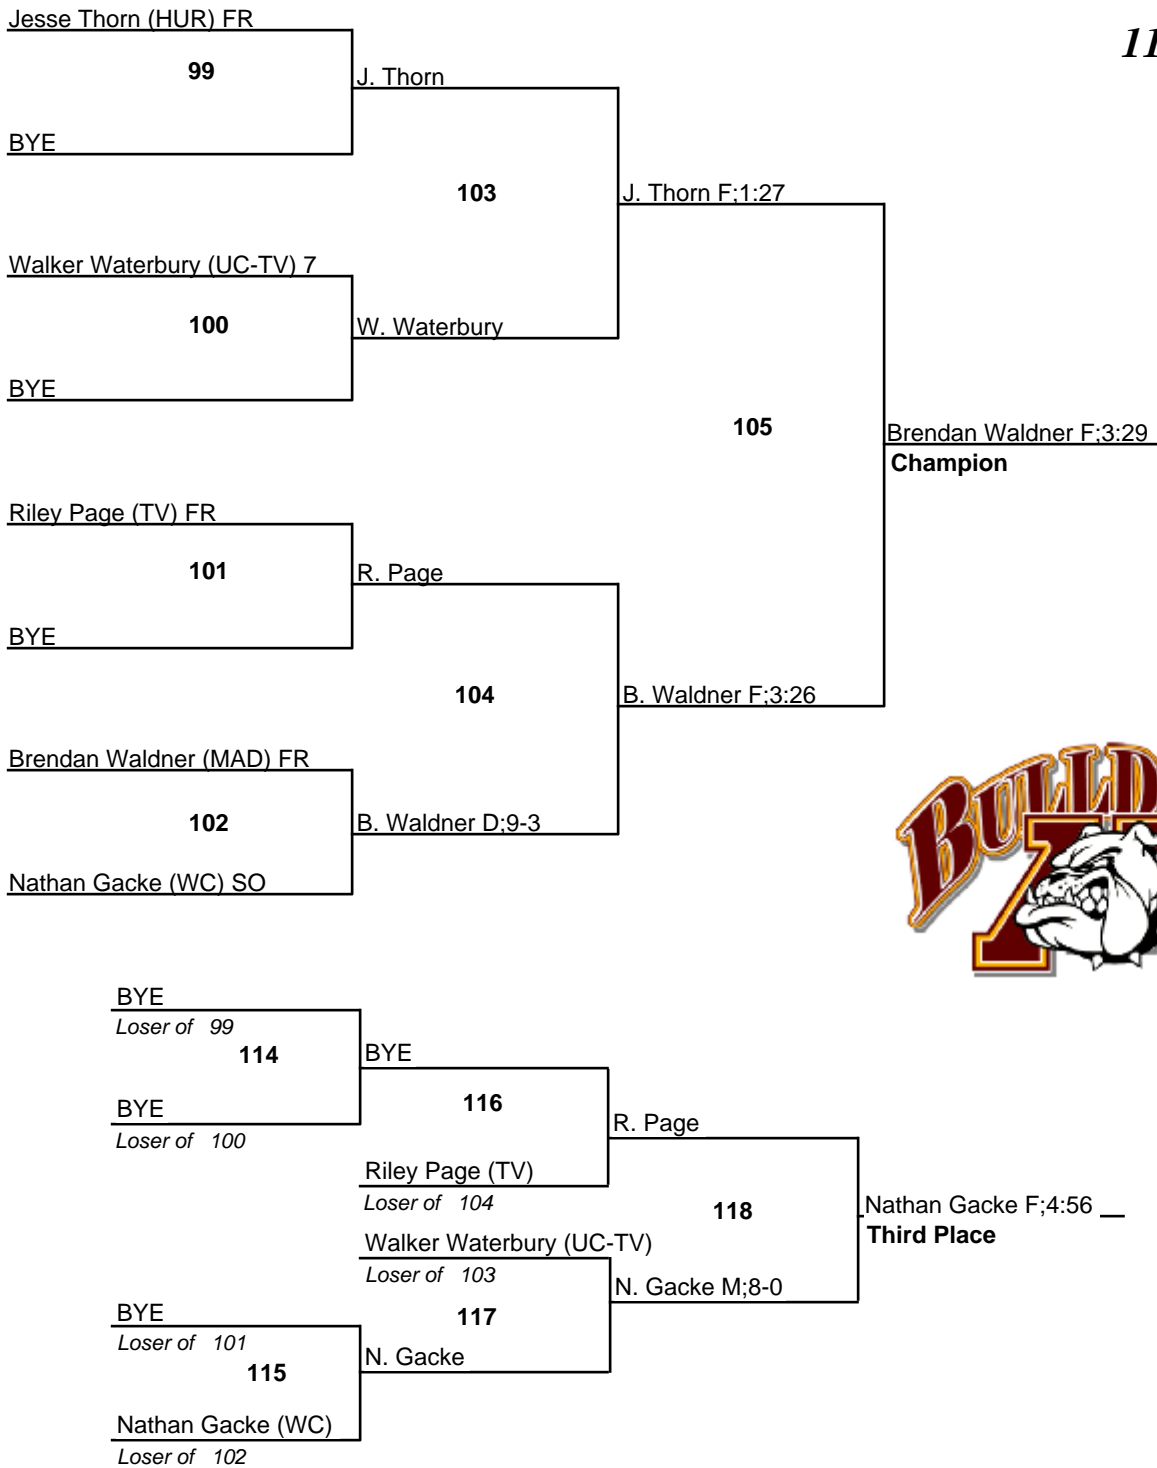 Jesse Thorn (HUR) FR
11
99
J. Thorn
BYE
103
J. Thorn F;1:27
Walker Waterbury (UC-TV) 7
100
W. Waterbury
BYE
105
Brendan Waldner F;3:29
Champion
Riley Page (TV) FR
101
R. Page
BYE
104
B. Waldner F;3:26
Brendan Waldner (MAD) FR
102
B. Waldner D;9-3
Nathan Gacke (WC) SO
BULLD
BYE
Loser of 99
114
BYE
116
BYE
Loser of 100
R. Page
Riley Page (TV)
Loser of 104
118
Nathan Gacke F;4:56
Third Place
Walker Waterbury (UC-TV)
Loser of 103
N. Gacke M;8-0
BYE
117
Loser of 101
N. Gacke
115
Nathan Gacke (WC)
Loser of 102